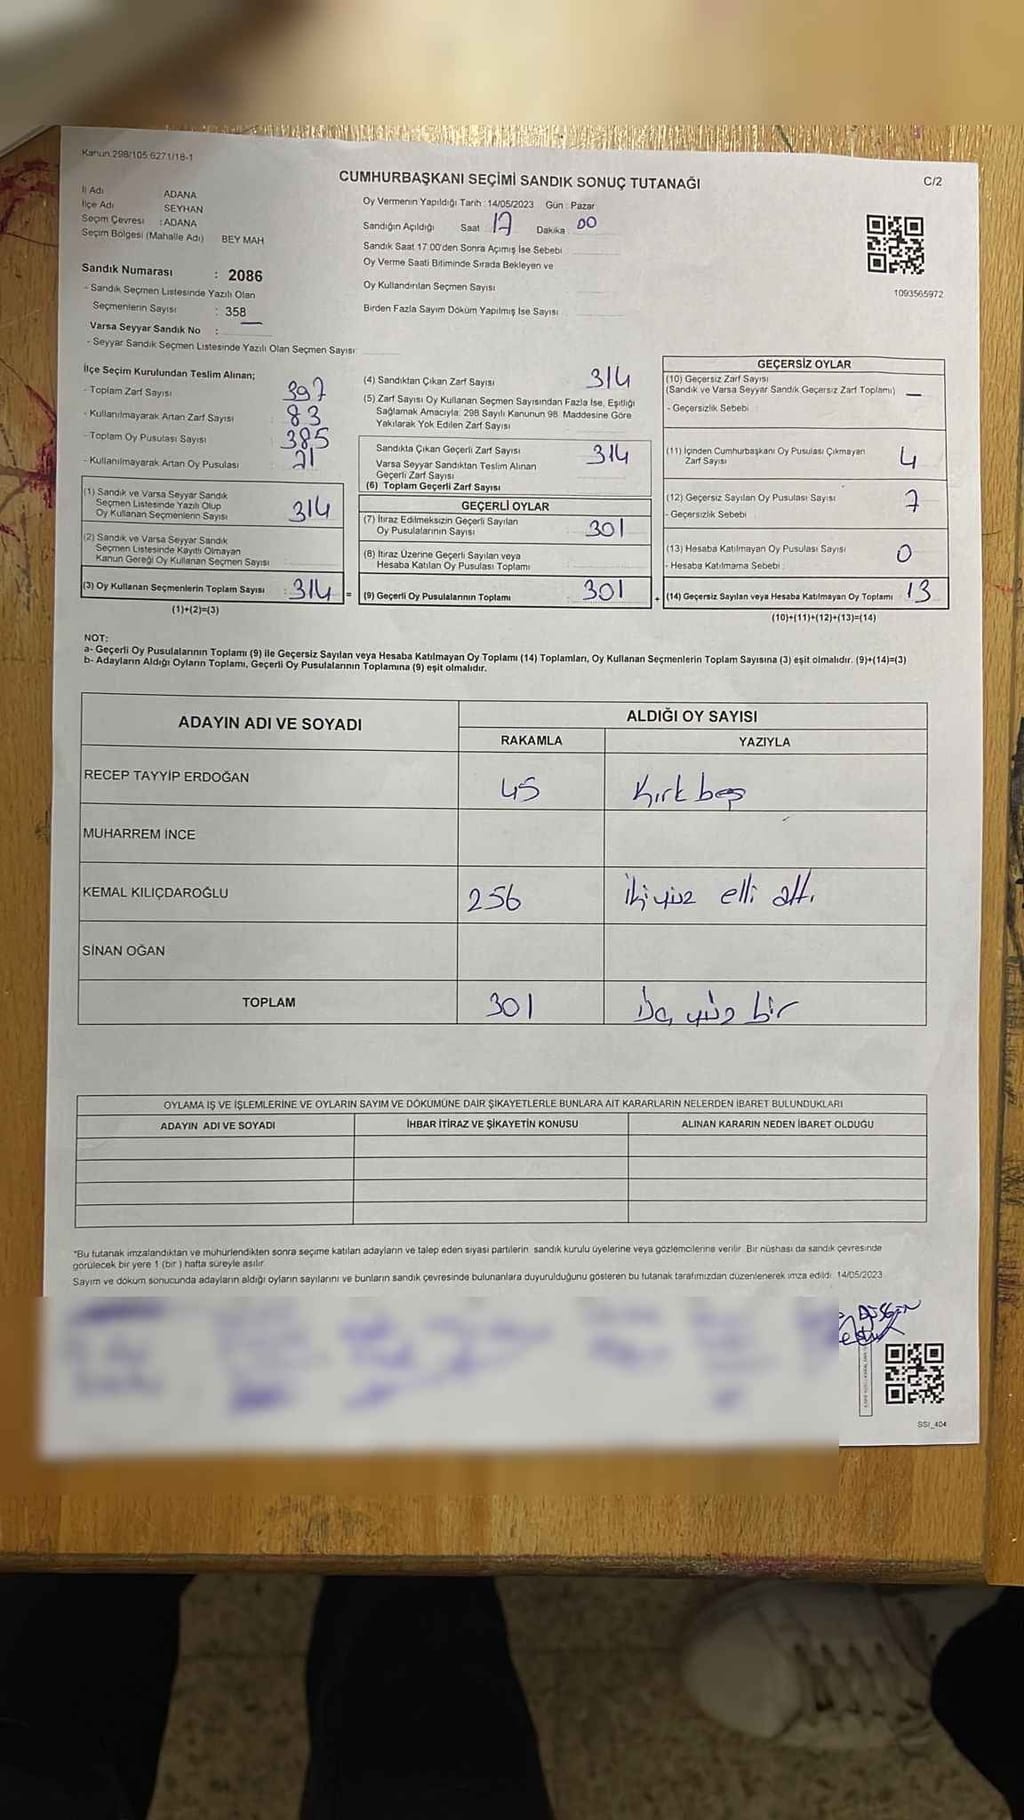 Kanun 298/105 6271/18-1
CUMHURBAŞKANI SEÇİMİ SANDIK SONUÇ TUTANAĞI
C/2
İl Adı ADANA
İlçe Adı SEYHAN
Seçim Çevresi : ADANA
Seçim Bölgesi (Mahalle Adı) BEY MAH
Oy Vermenin Yapıldığı Tarih : 14/05/2023 Gün : Pazar
Sandığın Açıldığı Saat 17 Dakika : 00
Sandık Saat 17:00'den Sonra Açımış İse Sebebi
Oy Verme Saati Bitiminde Sırada Bekleyen ve
Oy Kullandırılan Seçmen Sayısı
Birden Fazla Sayım Döküm Yapılmış İse Sayısı
1093565972
Sandık Numarası : 2086
- Sandık Seçmen Listesinde Yazılı Olan
Seçmenlerin Sayısı : 358
Varsa Seyyar Sandık No : —
- Seyyar Sandık Seçmen Listesinde Yazılı Olan Seçmen Sayısı
İlçe Seçim Kurulundan Teslim Alınan;
- Toplam Zarf Sayısı : 397
- Kullanılmayarak Artan Zarf Sayısı : 83
- Toplam Oy Pusulası Sayısı : 385
- Kullanılmayarak Artan Oy Pusulası : 71
(1) Sandık ve Varsa Seyyar Sandık
Seçmen Listesinde Yazılı Olup
Oy Kullanan Seçmenlerin Sayısı 314
(2) Sandık ve Varsa Seyyar Sandık
Seçmen Listesinde Kayıtlı Olmayan
Kanun Gereği Oy Kullanan Seçmen Sayısı
(3) Oy Kullanan Seçmenlerin Toplam Sayısı : 314 =
(1)+(2)=(3)
(4) Sandıktan Çıkan Zarf Sayısı 314
(5) Zarf Sayısı Oy Kullanan Seçmen Sayısından Fazla İse, Eşitliği
Sağlamak Amacıyla; 298 Sayılı Kanunun 98. Maddesine Göre
Yakılarak Yok Edilen Zarf Sayısı
Sandıkta Çıkan Geçerli Zarf Sayısı 314
Varsa Seyyar Sandıktan Teslim Alınan
Geçerli Zarf Sayısı
(6) Toplam Geçerli Zarf Sayısı
GEÇERLİ OYLAR
(7) İtiraz Edilmeksizin Geçerli Sayılan
Oy Pusulalarının Sayısı 301
(8) İtiraz Üzerine Geçerli Sayılan veya
Hesaba Katılan Oy Pusulası Toplamı
(9) Geçerli Oy Pusulalarının Toplamı 301 +
GEÇERSİZ OYLAR
(10) Geçersiz Zarf Sayısı
(Sandık ve Varsa Seyyar Sandık Geçersiz Zarf Toplamı) —
- Geçersizlik Sebebi
(11) İçinden Cumhurbaşkanı Oy Pusulası Çıkmayan
Zarf Sayısı 4
(12) Geçersiz Sayılan Oy Pusulası Sayısı 7
- Geçersizlik Sebebi
(13) Hesaba Katılmayan Oy Pusulası Sayısı 0
- Hesaba Katılmama Sebebi
(14) Geçersiz Sayılan veya Hesaba Katılmayan Oy Toplamı 13
(10)+(11)+(12)+(13)=(14)
NOT:
a- Geçerli Oy Pusulalarının Toplamı (9) ile Geçersiz Sayılan veya Hesaba Katılmayan Oy Toplamı (14) Toplamları, Oy Kullanan Seçmenlerin Toplam Sayısına (3) eşit olmalıdır. (9)+(14)=(3)
b- Adayların Aldığı Oyların Toplamı, Geçerli Oy Pusulalarının Toplamına (9) eşit olmalıdır.
ADAYIN ADI VE SOYADI ALDIĞI OY SAYISI
RAKAMLA YAZIYLA
RECEP TAYYİP ERDOĞAN 45 Kırk beş
MUHARREM İNCE
KEMAL KILIÇDAROĞLU 256 İki yüz elli altı
SİNAN OĞAN
TOPLAM 301 Üç yüz bir
OYLAMA İŞ VE İŞLEMLERİNE VE OYLARIN SAYIM VE DÖKÜMÜNE DAİR ŞİKAYETLERLE BUNLARA AİT KARARLARIN NELERDEN İBARET BULUNDUKLARI
ADAYIN ADI VE SOYADI İHBAR İTİRAZ VE ŞİKAYETİN KONUSU ALINAN KARARIN NEDEN İBARET OLDUĞU
*Bu tutanak imzalandıktan ve mühürlendikten sonra seçime katılan adayların ve talep eden siyasi partilerin sandık kurulu üyelerine veya gözlemcilerine verilir. Bir nüshası da sandık çevresinde
görülecek bir yere 1 (bir) hafta süreyle asılır.
Sayım ve döküm sonucunda adayların aldığı oyların sayılarını ve bunların sandık çevresinde bulunanlara duyurulduğunu gösteren bu tutanak tarafımızdan düzenlenerek imza edildi. 14/05/2023
SSI_404